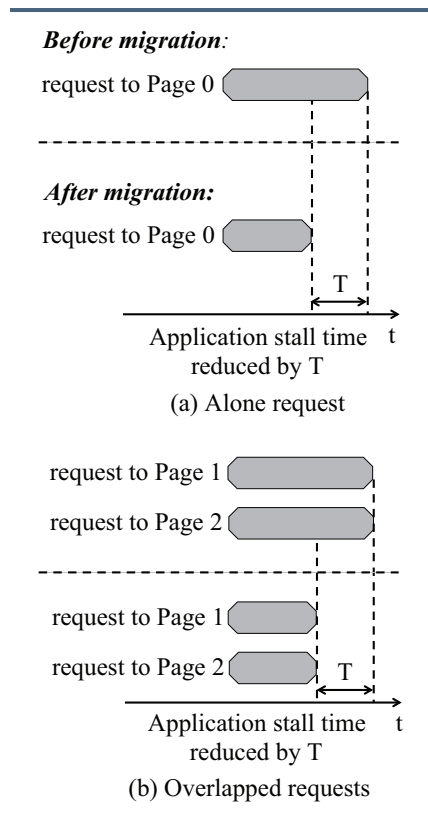 Before migration:
request to Page 0
After migration:
request to Page 0
T
Application stall time t
reduced by T
(a) Alone request
request to Page 1
request to Page 2
request to Page 1
request to Page 2
T
Application stall time t
reduced by T
(b) Overlapped requests